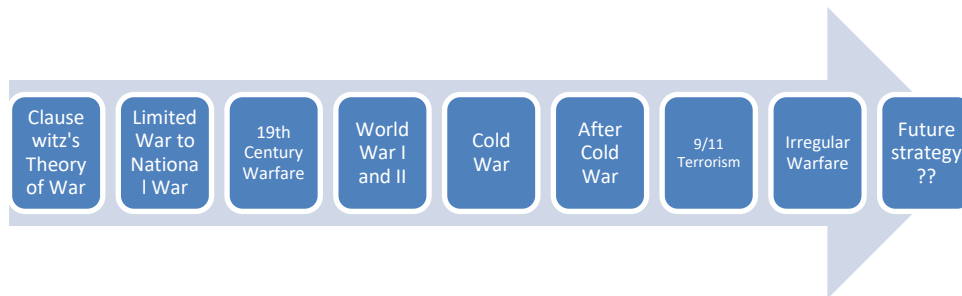 Clause
witz's
Theory
of War
Limited
War to
Nationa
l War
19th
Century
Warfare
World
War I
and II
Cold
War
After
Cold
War
9/11
Terrorism
Irregular
Warfare
Future
strategy
??